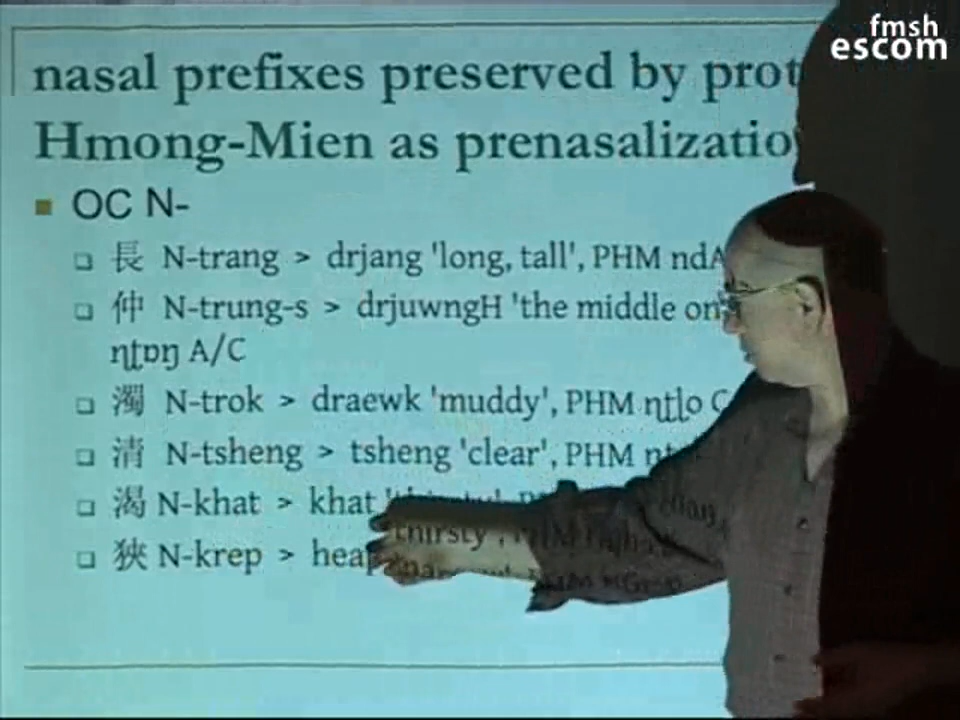 fmsh
escom
nasal prefixes preserved by prot
Hmong-Mien as prenasalizatio
OC N-
長 N-trang > drjang 'long, tall', PHM ndA
仲 N-trung-s > drjuwngH 'the middle on
ɳʈɒŋ A/C
濁 N-trok > draewk 'muddy', PHM ɳʈlo C
清 N-tsheng > tsheng 'clear', PHM
渴 N-khat > khat 'thirsty',
狹 N-krep > heap